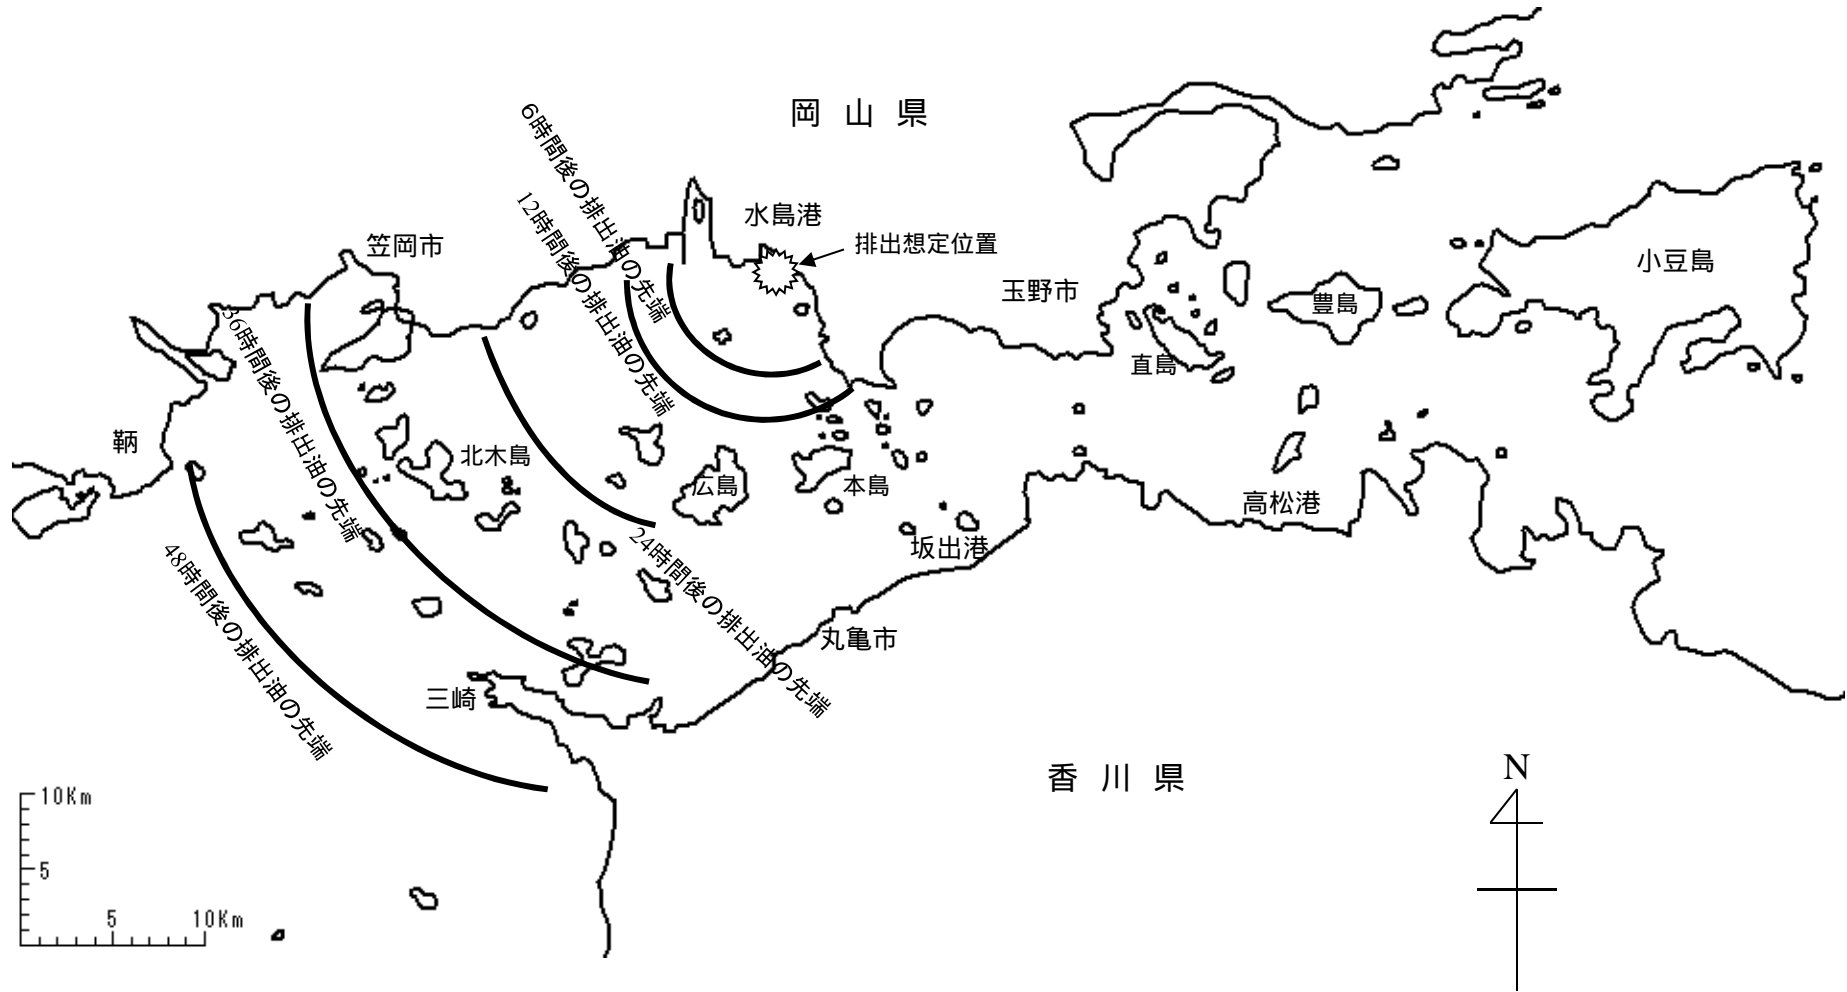 岡山県
6時間後の排出油の先端
12時間後の排出油の先端
水島港
排出想定位置
笠岡市
小豆島
玉野市
豊島
36時間後の排出油の先端
直島
鞆
北木島
広島
本島
高松港
坂出港
24時間後の排出油の先端
48時間後の排出油の先端
丸亀市
三崎
香川県
N
10Km
5
5
10Km